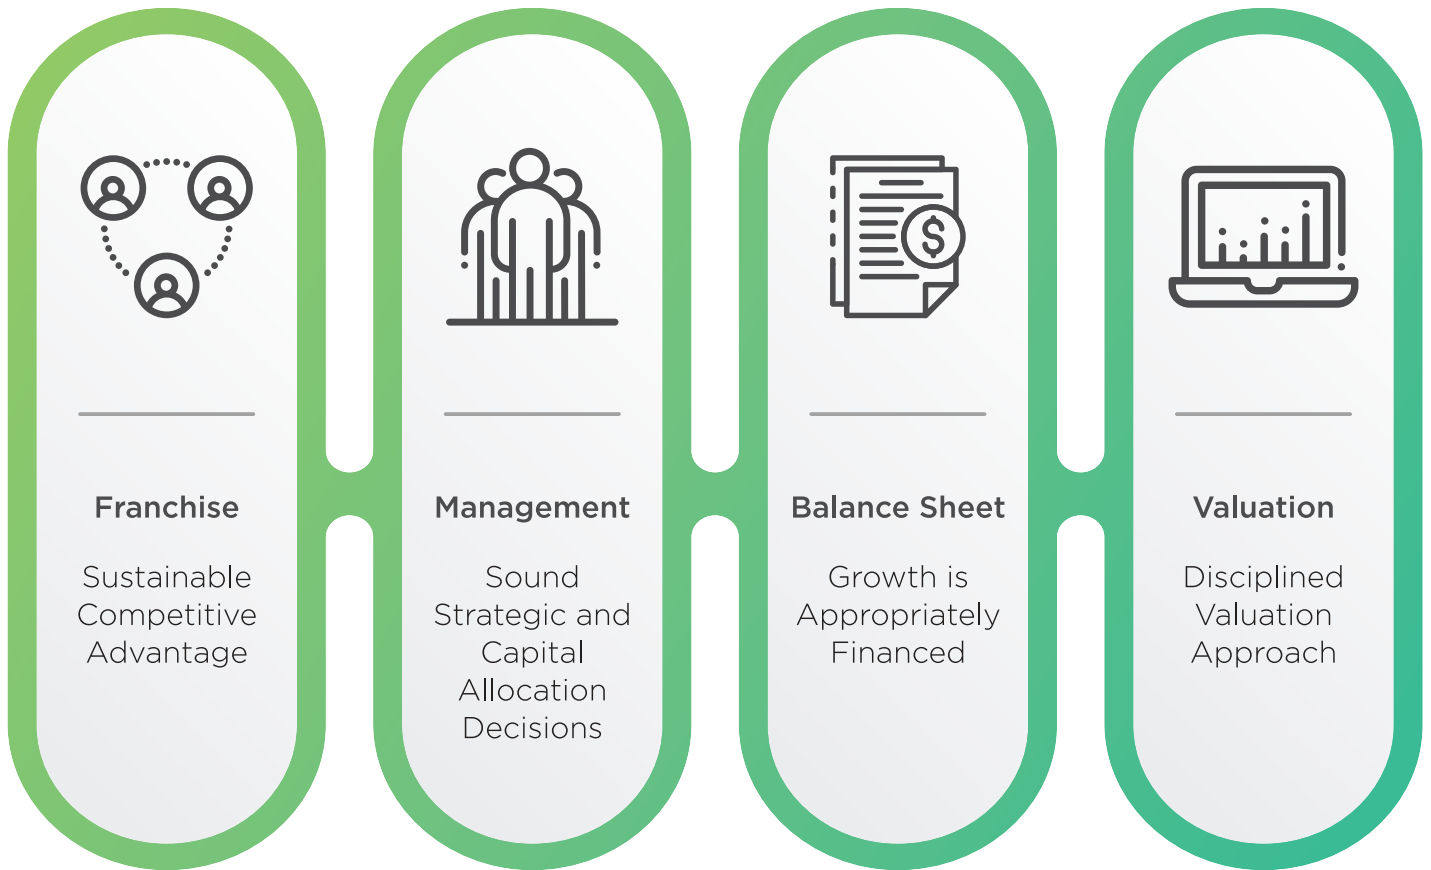 Franchise
Sustainable
Competitive
Advantage
Management
Sound
Strategic and
Capital
Allocation
Decisions
$
Balance Sheet
Growth is
Appropriately
Financed
Valuation
Disciplined
Valuation
Approach